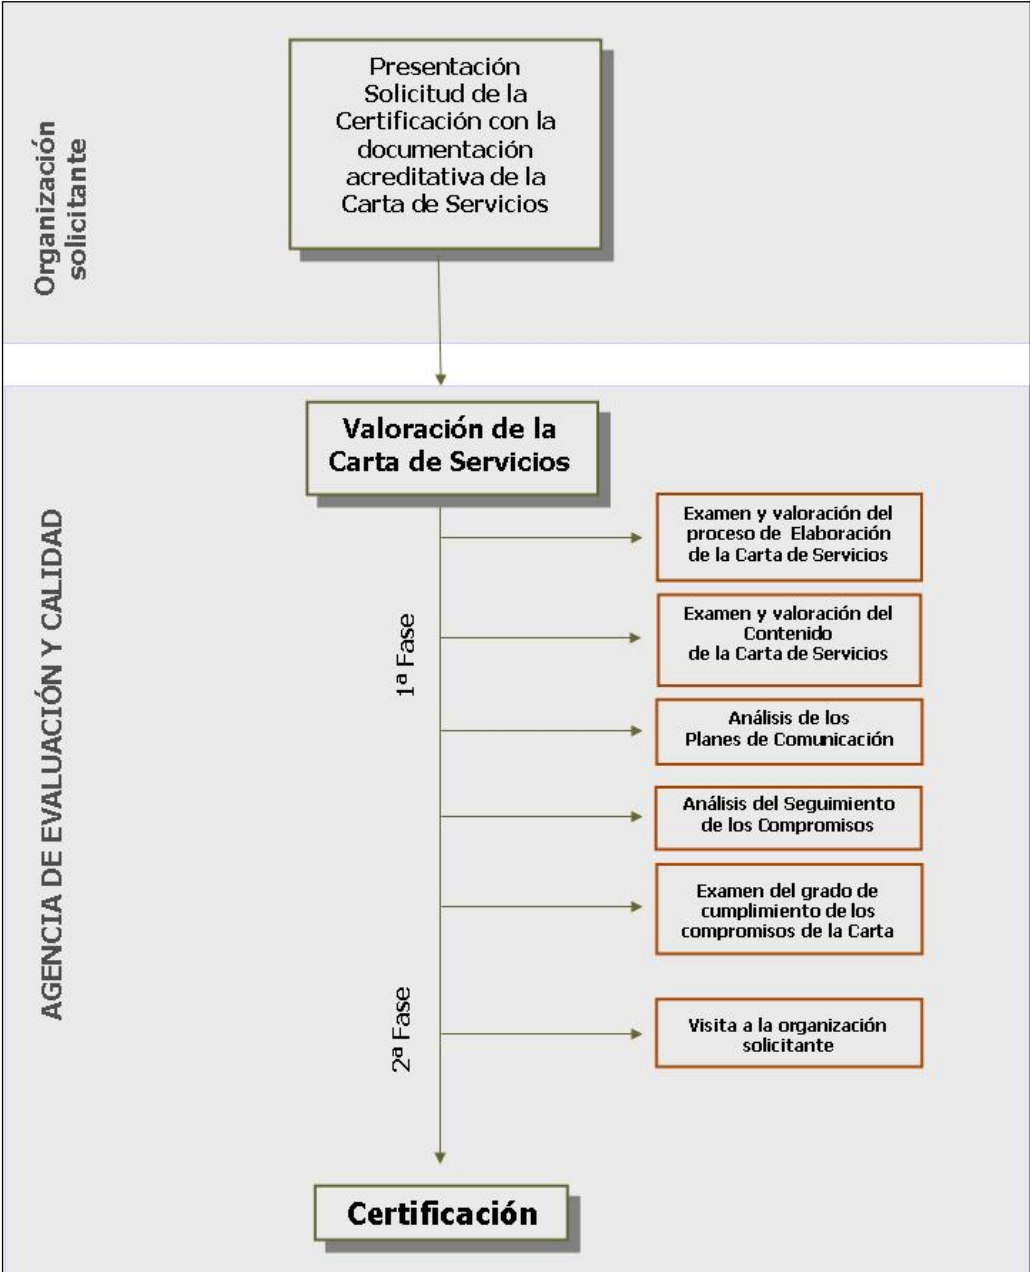 Organización
solicitante
Presentación
Solicitud de la
Certificación con la
documentación
acreditativa de la
Carta de Servicios
AGENCIA DE EVALUACIÓN Y CALIDAD
Valoración de la
Carta de Servicios
1ª Fase
Examen y valoración del
proceso de Elaboración
de la Carta de Servicios
Examen y valoración del
Contenido
de la Carta de Servicios
Análisis de los
Planes de Comunicación
Análisis del Seguimiento
de los Compromisos
Examen del grado de
cumplimiento de los
compromisos de la Carta
2ª Fase
Visita a la organización
solicitante
Certificación